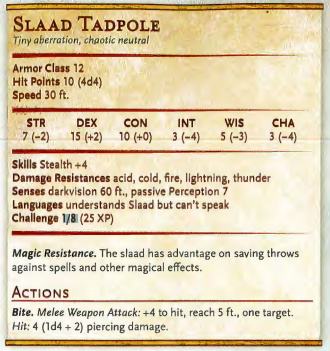 SLAAD TADPOLE
Tiny aberration, chaotic neutral
Armor Class 12
Hit Points 10 (4d4)
Speed 30 ft.
STR DEX CON INT WIS CHA
7 (−2) 15 (+2) 10 (+0) 3 (−4) 5 (−3) 3 (−4)
Skills Stealth +4
Damage Resistances acid, cold, fire, lightning, thunder
Senses darkvision 60 ft., passive Perception 7
Languages understands Slaad but can't speak
Challenge 1/8 (25 XP)
Magic Resistance. The slaad has advantage on saving throws
against spells and other magical effects.
ACTIONS
Bite. Melee Weapon Attack: +4 to hit, reach 5 ft., one target.
Hit: 4 (1d4 + 2) piercing damage.